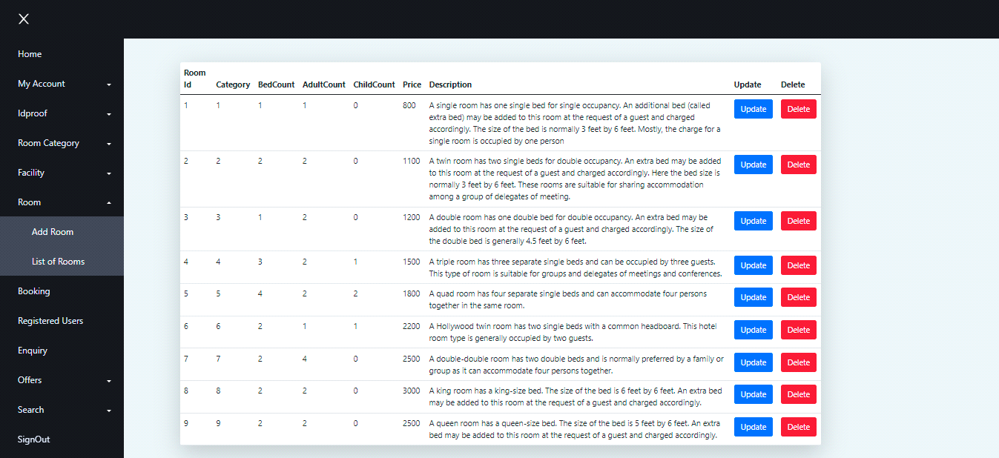 Home
My Account
Idproof
Room Category
Facility
Room
Add Room
List of Rooms
Booking
Registered Users
Enquiry
Offers
Search
SignOut
Room
Id Category BedCount AdultCount ChildCount Price Description Update Delete
1 1 1 1 0 800 A single room has one single bed for single occupancy. An additional bed (called Update Delete
extra bed) may be added to this room at the request of a guest and charged
accordingly. The size of the bed is normally 3 feet by 6 feet. Mostly, the charge for a
single room is occupied by one person
2 2 2 2 0 1100 A twin room has two single beds for double occupancy. An extra bed may be added Update Delete
to this room at the request of a guest and charged accordingly. Here the bed size is
normally 3 feet by 6 feet. These rooms are suitable for sharing accommodation
among a group of delegates of meeting.
3 3 1 2 0 1200 A double room has one double bed for double occupancy. An extra bed may be Update Delete
added to this room at the request of a guest and charged accordingly. The size of
the double bed is generally 4.5 feet by 6 feet.
4 4 3 2 1 1500 A triple room has three separate single beds and can be occupied by three guests. Update Delete
This type of room is suitable for groups and delegates of meetings and conferences.
5 5 4 2 2 1800 A quad room has four separate single beds and can accommodate four persons Update Delete
together in the same room.
6 6 2 1 1 2200 A Hollywood twin room has two single beds with a common headboard. This hotel Update Delete
room type is generally occupied by two guests.
7 7 2 4 0 2500 A double-double room has two double beds and is normally preferred by a family or Update Delete
group as it can accommodate four persons together.
8 8 2 2 0 3000 A king room has a king-size bed. The size of the bed is 6 feet by 6 feet. An extra bed Update Delete
may be added to this room at the request of a guest and charged accordingly.
9 9 2 2 0 2500 A queen room has a queen-size bed. The size of the bed is 5 feet by 6 feet. An extra Update Delete
bed may be added to this room at the request of a guest and charged accordingly.